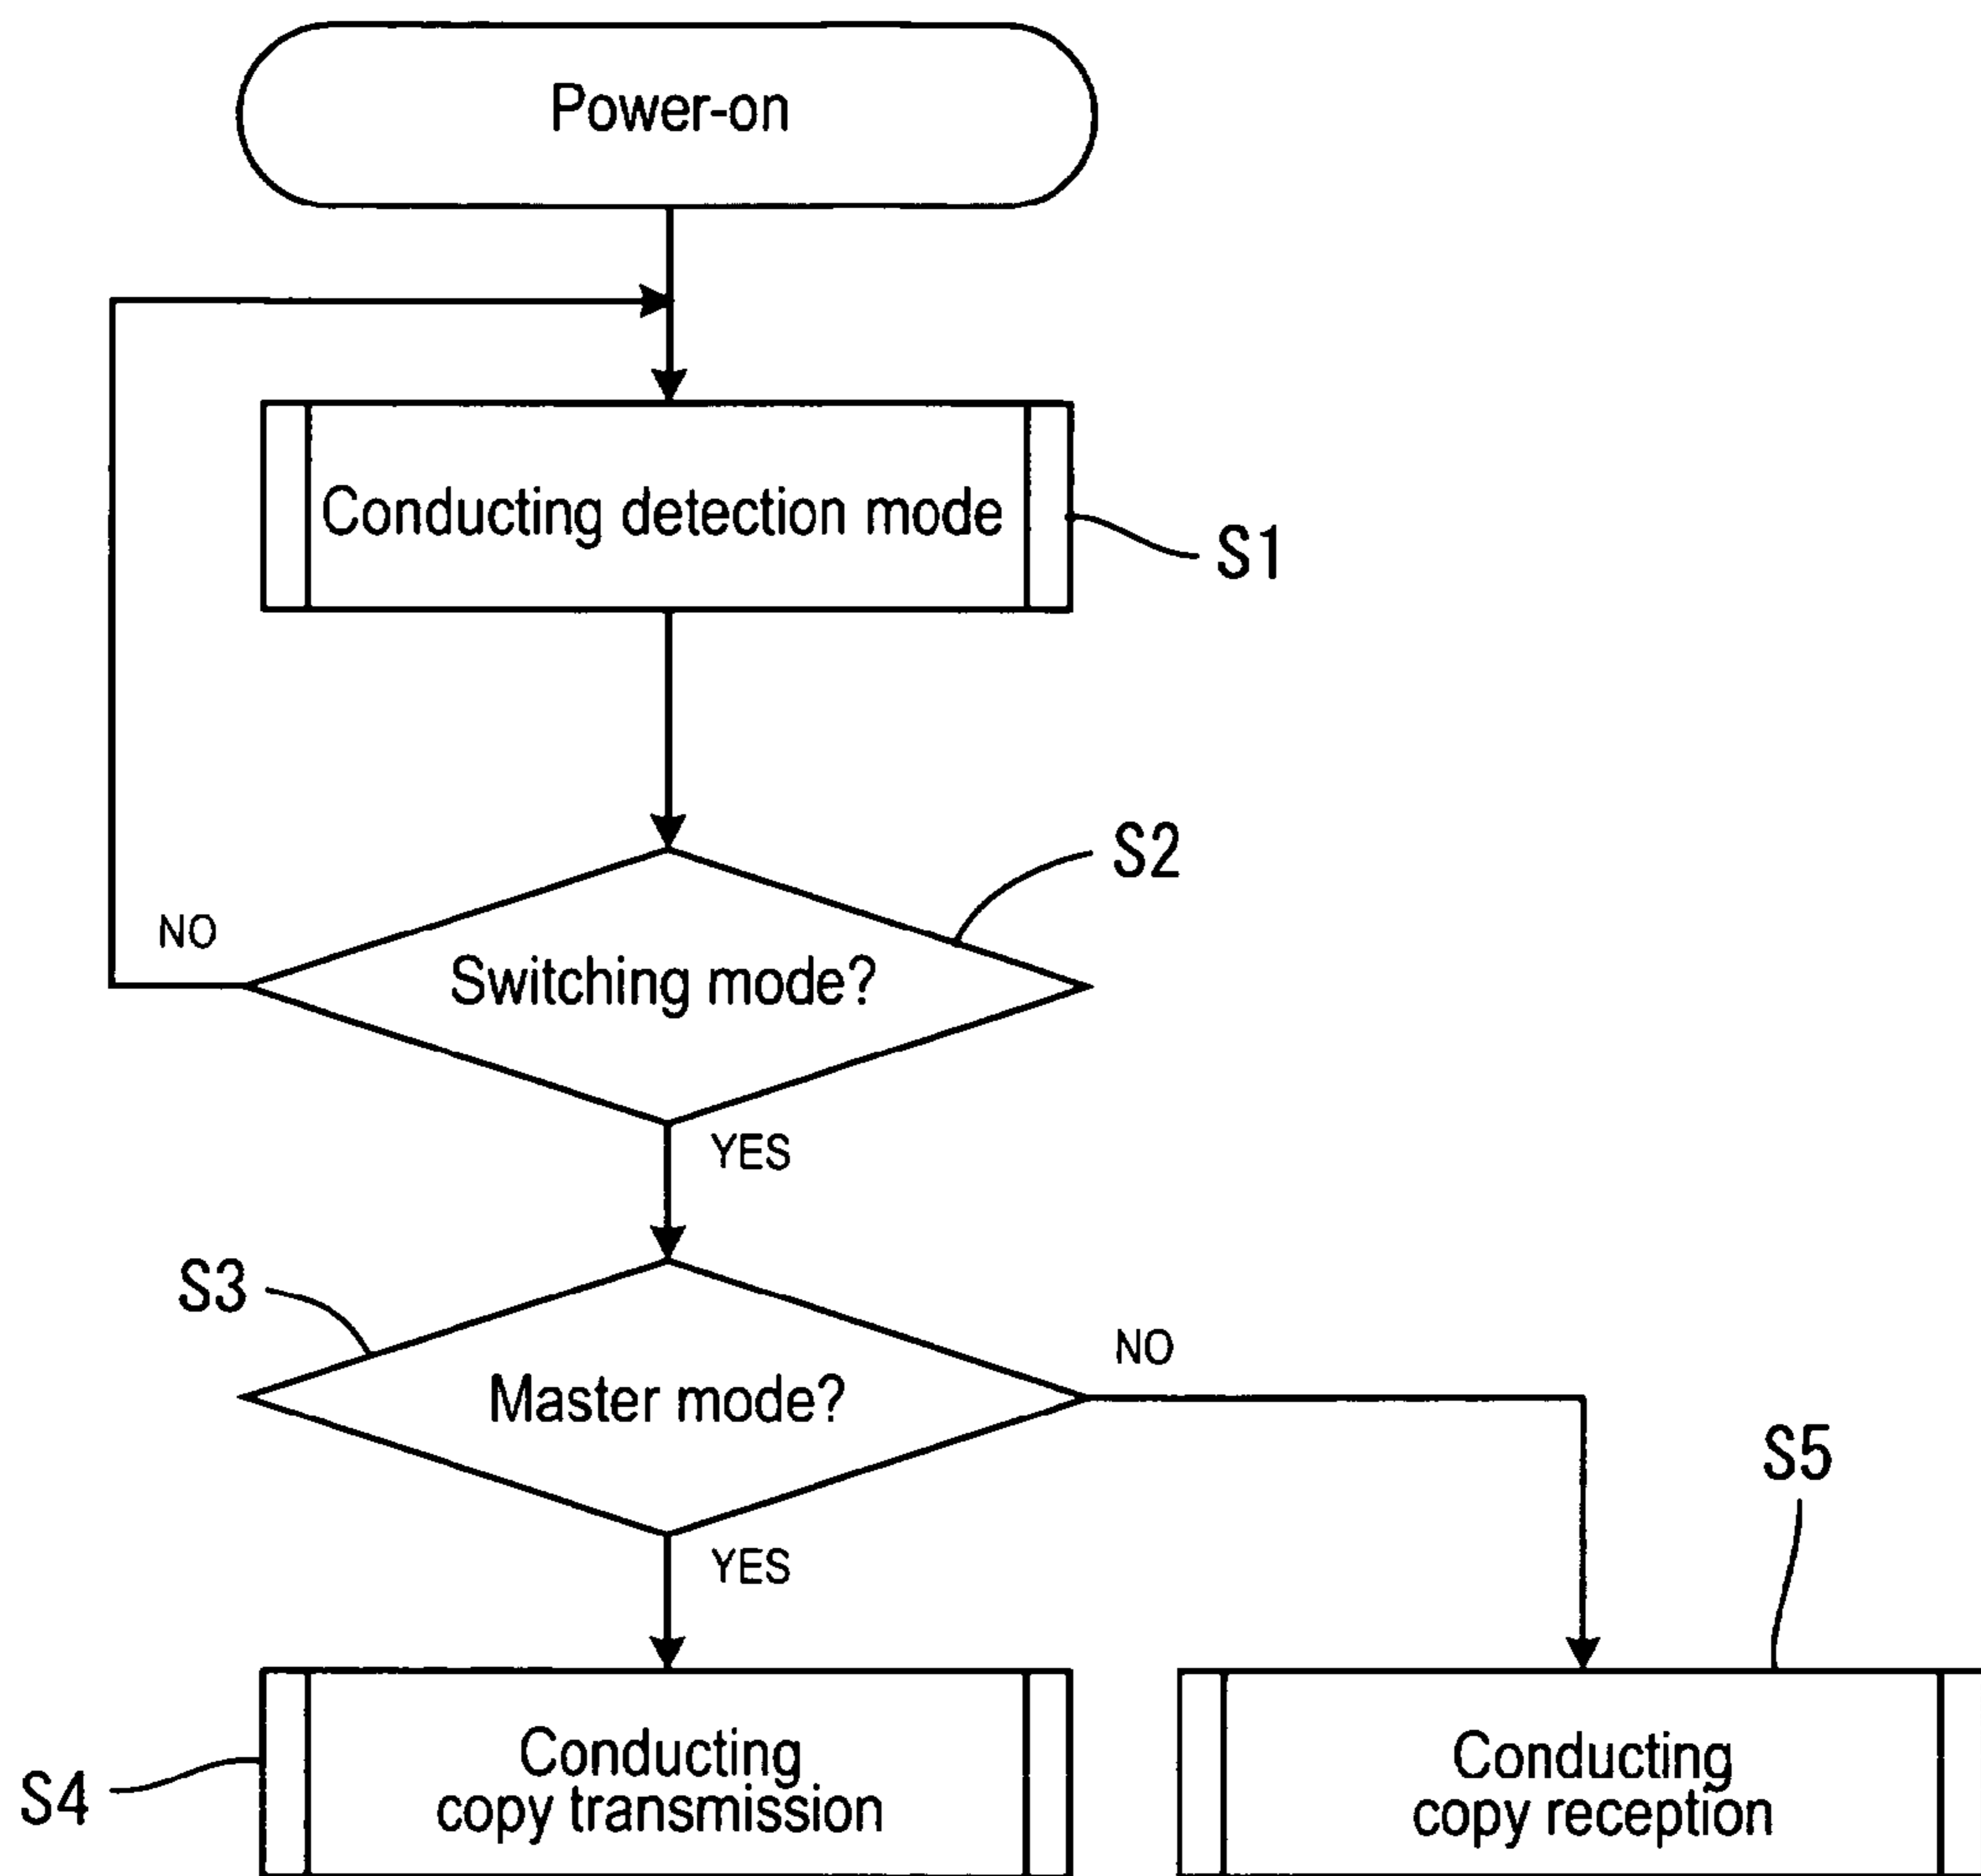 Power-on
Conducting detection mode
S1
S2
NO
Switching mode?
YES
S3
NO
Master mode?
S5
YES
Conducting
copy transmission
S4
Conducting
copy reception